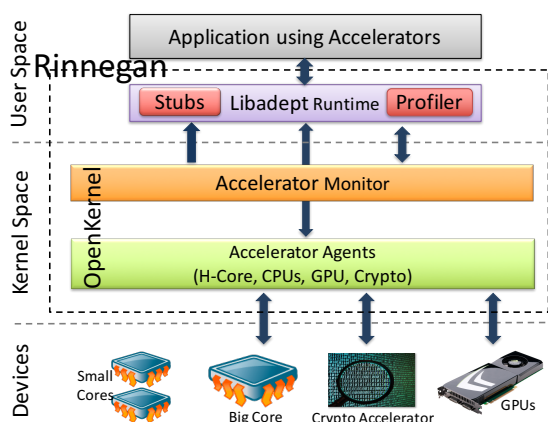 Application using Accelerators
Rinnegan
User Space
Stubs
Libadept Runtime
Profiler
Kernel Space
OpenKernel
Accelerator Monitor
Accelerator Agents
(H-Core, CPUs, GPU, Crypto)
Devices
Small
Cores
Big Core
Crypto Accelerator
GPUs